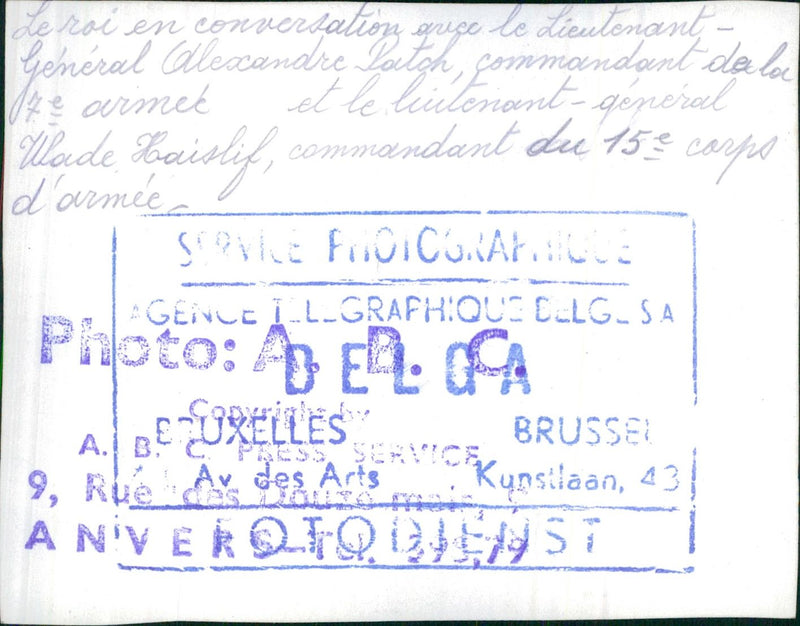 Le roi en conversation avec le Lieutenant-
Général Alexandre Patch, commandant de la
7e armée et le lieutenant-général
Wade Haislif, commandant du 15e corps
d'armée
SERVICE PHOTOGRAPHIQUE
AGENCE TELEGRAPHIQUE BELGE S A
Photo: A. B. C.
BELGA
Copyright by
BRUXELLES BRUSSEL
A. B. C. PRESS SERVICE
Av des Arts Kunstlaan, 43
9, Rue des Douze mois,
FOTODIENST
ANVERS-Tel.